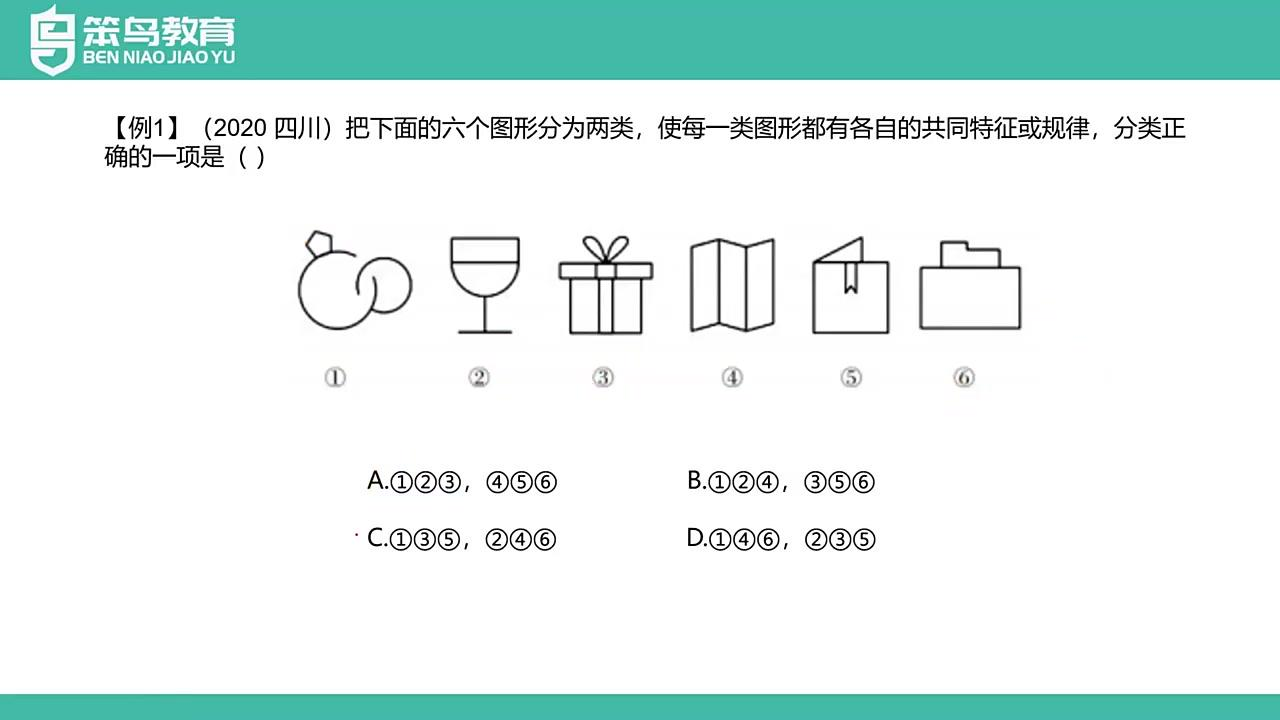 笨鸟教育
BEN NIAO JIAO YU
【例1】（2020 四川）把下面的六个图形分为两类，使每一类图形都有各自的共同特征或规律，分类正
确的一项是（ ）
① ② ③ ④ ⑤ ⑥
A.①②③，④⑤⑥ B.①②④，③⑤⑥
C.①③⑤，②④⑥ D.①④⑥，②③⑤